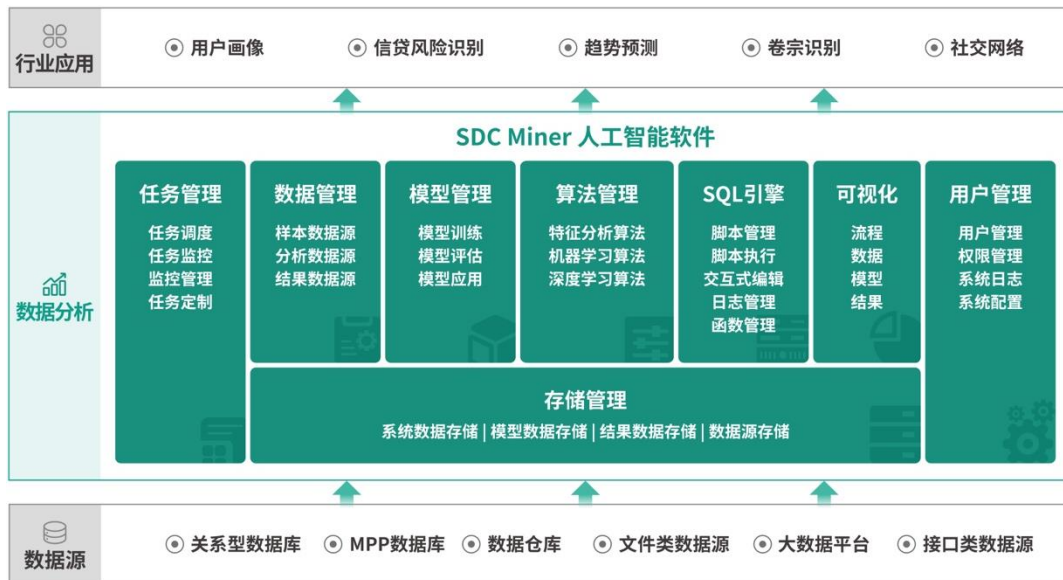 行业应用
用户画像
信贷风险识别
趋势预测
卷宗识别
社交网络
SDC Miner 人工智能软件
数据分析
任务管理
任务调度
任务监控
监控管理
任务定制
数据管理
样本数据源
分析数据源
结果数据源
模型管理
模型训练
模型评估
模型应用
算法管理
特征分析算法
机器学习算法
深度学习算法
SQL引擎
脚本管理
脚本执行
交互式编辑
日志管理
函数管理
可视化
流程
数据
模型
结果
用户管理
用户管理
权限管理
系统日志
系统配置
存储管理
系统数据存储 | 模型数据存储 | 结果数据存储 | 数据源存储
数据源
关系型数据库
MPP数据库
数据仓库
文件类数据源
大数据平台
接口类数据源